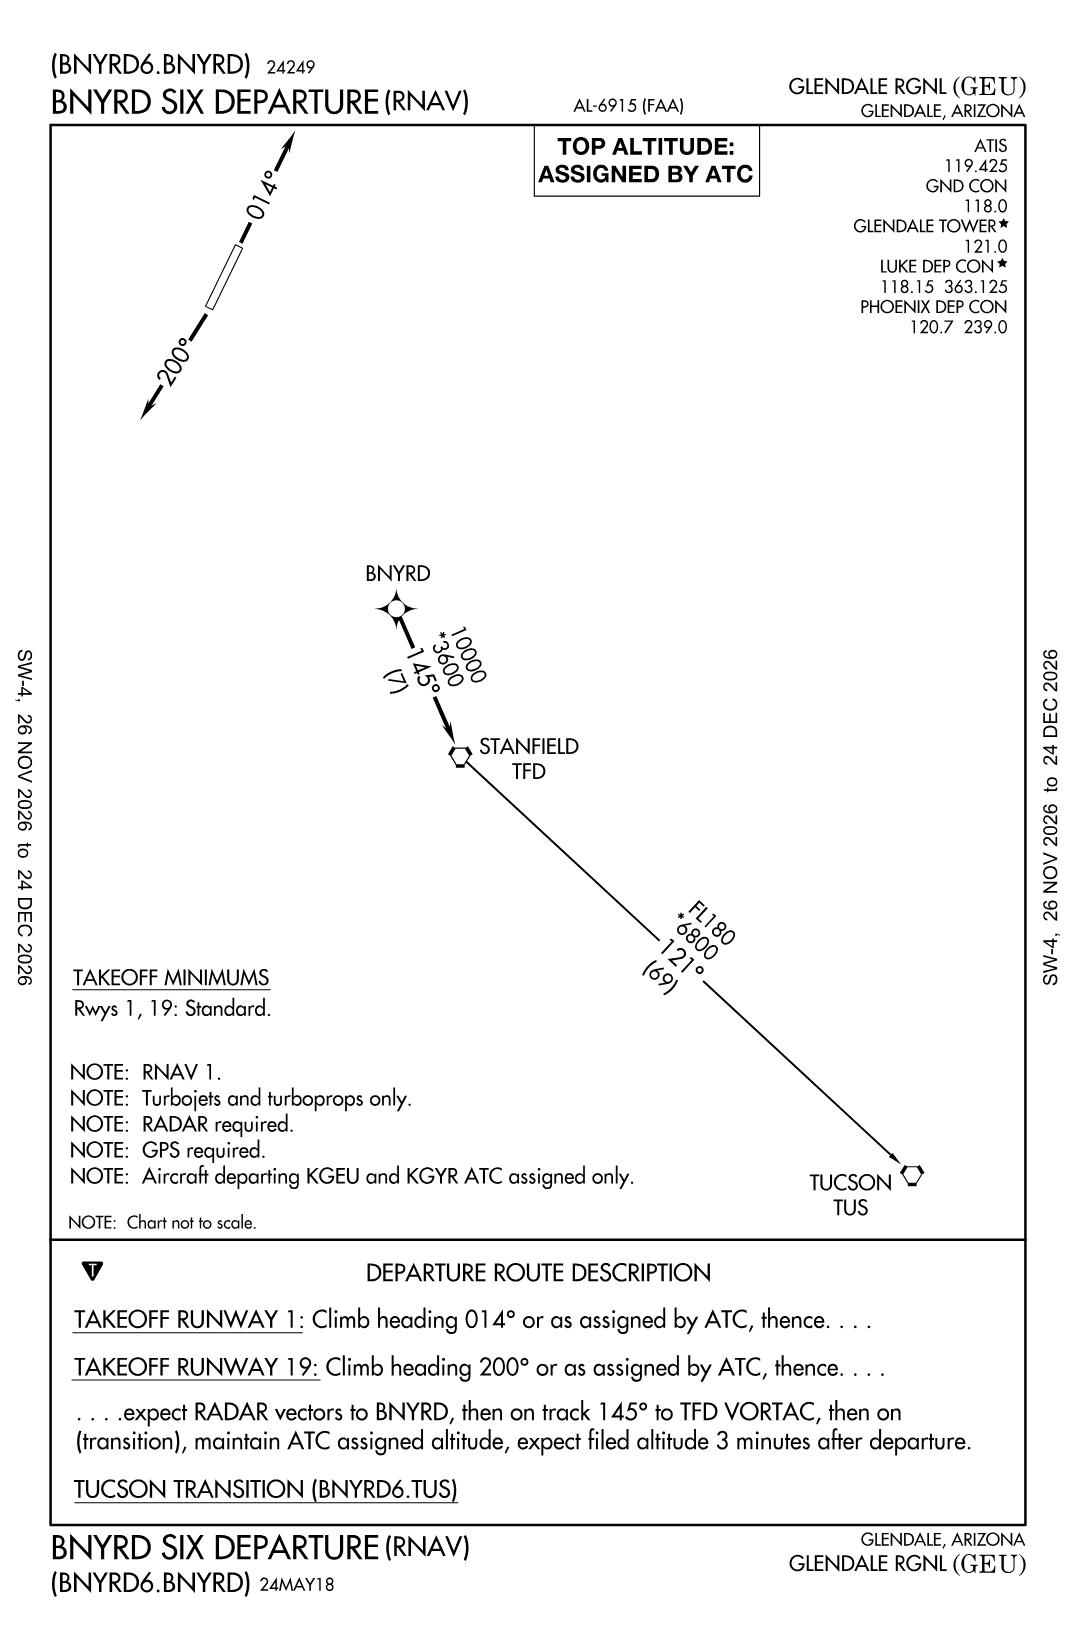 (BNYRD6.BNYRD) 24249
BNYRD SIX DEPARTURE (RNAV)
AL-6915 (FAA)
GLENDALE RGNL (GEU)
GLENDALE, ARIZONA
TOP ALTITUDE:
ASSIGNED BY ATC
ATIS
119.425
GND CON
118.0
GLENDALE TOWER★
121.0
LUKE DEP CON★
118.15 363.125
PHOENIX DEP CON
120.7 239.0
014°
200°
BNYRD
10000
*3600
145°
(7)
STANFIELD
TFD
FL180
*6800
121°
(69)
TUCSON
TUS
SW-4, 26 NOV 2026 to 24 DEC 2026
SW-4, 26 NOV 2026 to 24 DEC 2026
TAKEOFF MINIMUMS
Rwys 1, 19: Standard.
NOTE: RNAV 1.
NOTE: Turbojets and turboprops only.
NOTE: RADAR required.
NOTE: GPS required.
NOTE: Aircraft departing KGEU and KGYR ATC assigned only.
NOTE: Chart not to scale.
T
DEPARTURE ROUTE DESCRIPTION
TAKEOFF RUNWAY 1: Climb heading 014° or as assigned by ATC, thence. . . .
TAKEOFF RUNWAY 19: Climb heading 200° or as assigned by ATC, thence. . . .
. . . .expect RADAR vectors to BNYRD, then on track 145° to TFD VORTAC, then on
(transition), maintain ATC assigned altitude, expect filed altitude 3 minutes after departure.
TUCSON TRANSITION (BNYRD6.TUS)
BNYRD SIX DEPARTURE (RNAV)
(BNYRD6.BNYRD) 24MAY18
GLENDALE, ARIZONA
GLENDALE RGNL (GEU)